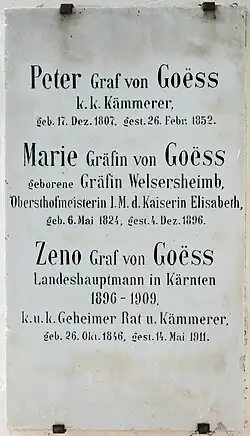 Peter Graf von Goëss
k. k. Kämmerer,
geb. 17. Dez. 1807, gest. 26. Febr. 1852.
Marie Gräfin von Goëss
geborene Gräfin Welsersheimb,
Obersthofmeisterin I. M. d. Kaiserin Elisabeth,
geb. 6. Mai 1824, gest. 4. Dez. 1896.
Zeno Graf von Goëss
Landeshauptmann in Kärnten
1896 - 1909,
k. u. k. Geheimer Rat u. Kämmerer,
geb. 26. Okt. 1846, gest. 14. Mai 1911.